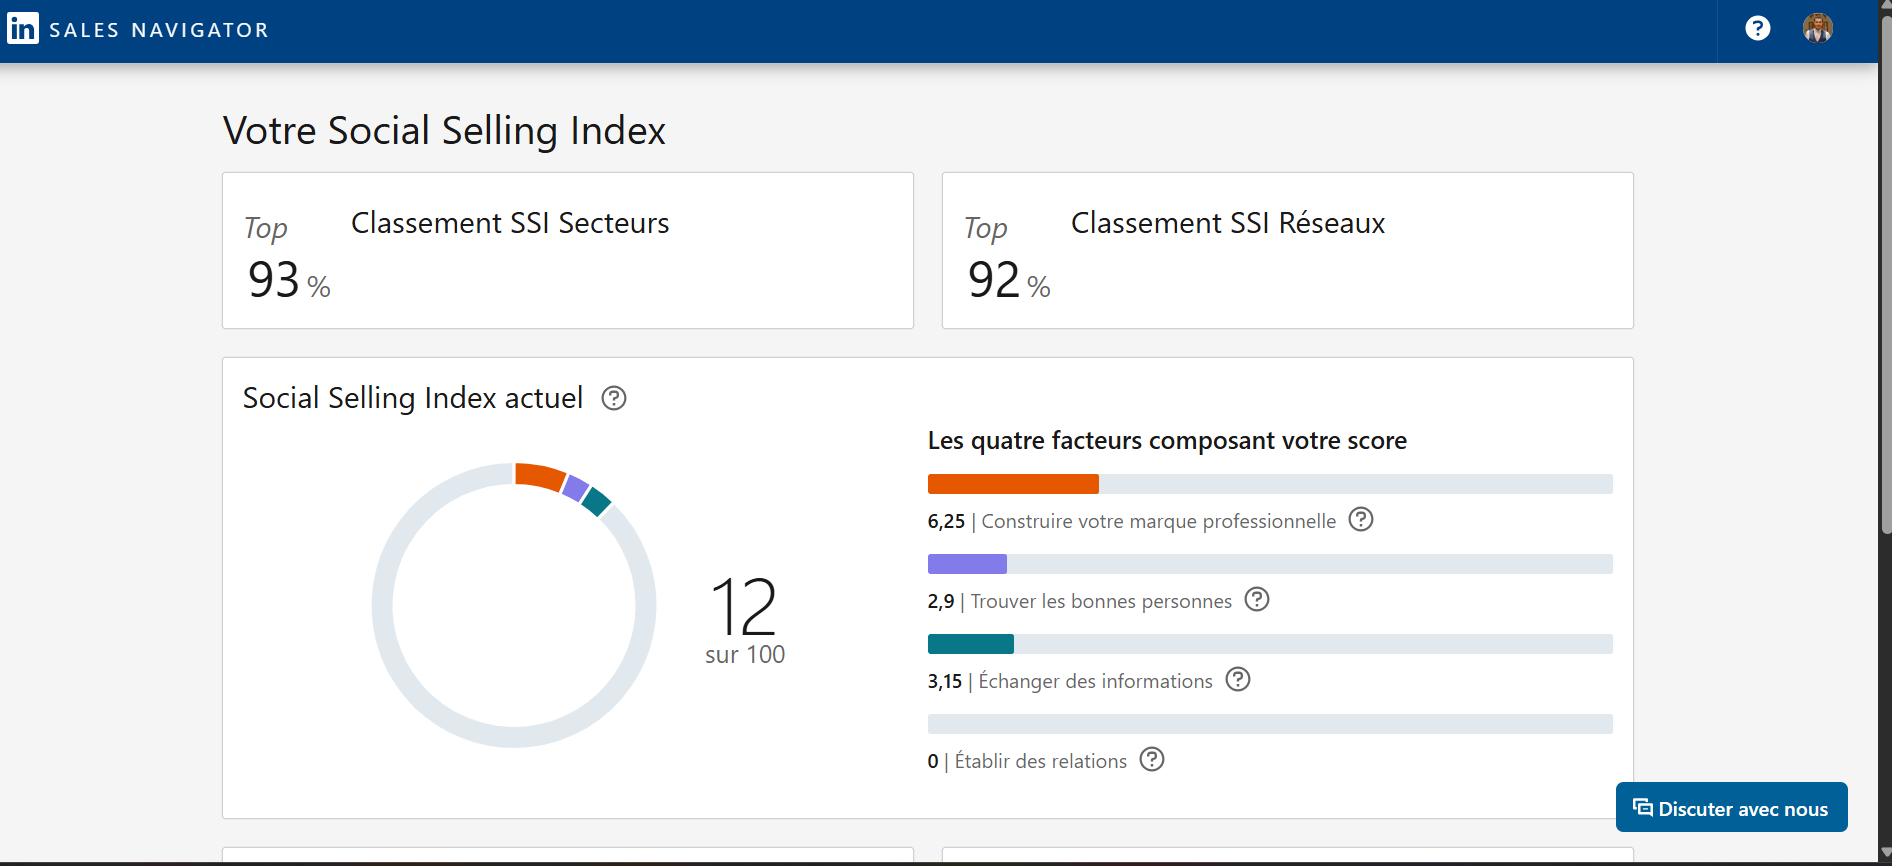 in SALES NAVIGATOR
?
Votre Social Selling Index
Top
93 %
Classement SSI Secteurs
Top
92 %
Classement SSI Réseaux
Social Selling Index actuel ?
12
sur 100
Les quatre facteurs composant votre score
6,25 | Construire votre marque professionnelle ?
2,9 | Trouver les bonnes personnes ?
3,15 | Échanger des informations ?
0 | Établir des relations ?
Discuter avec nous